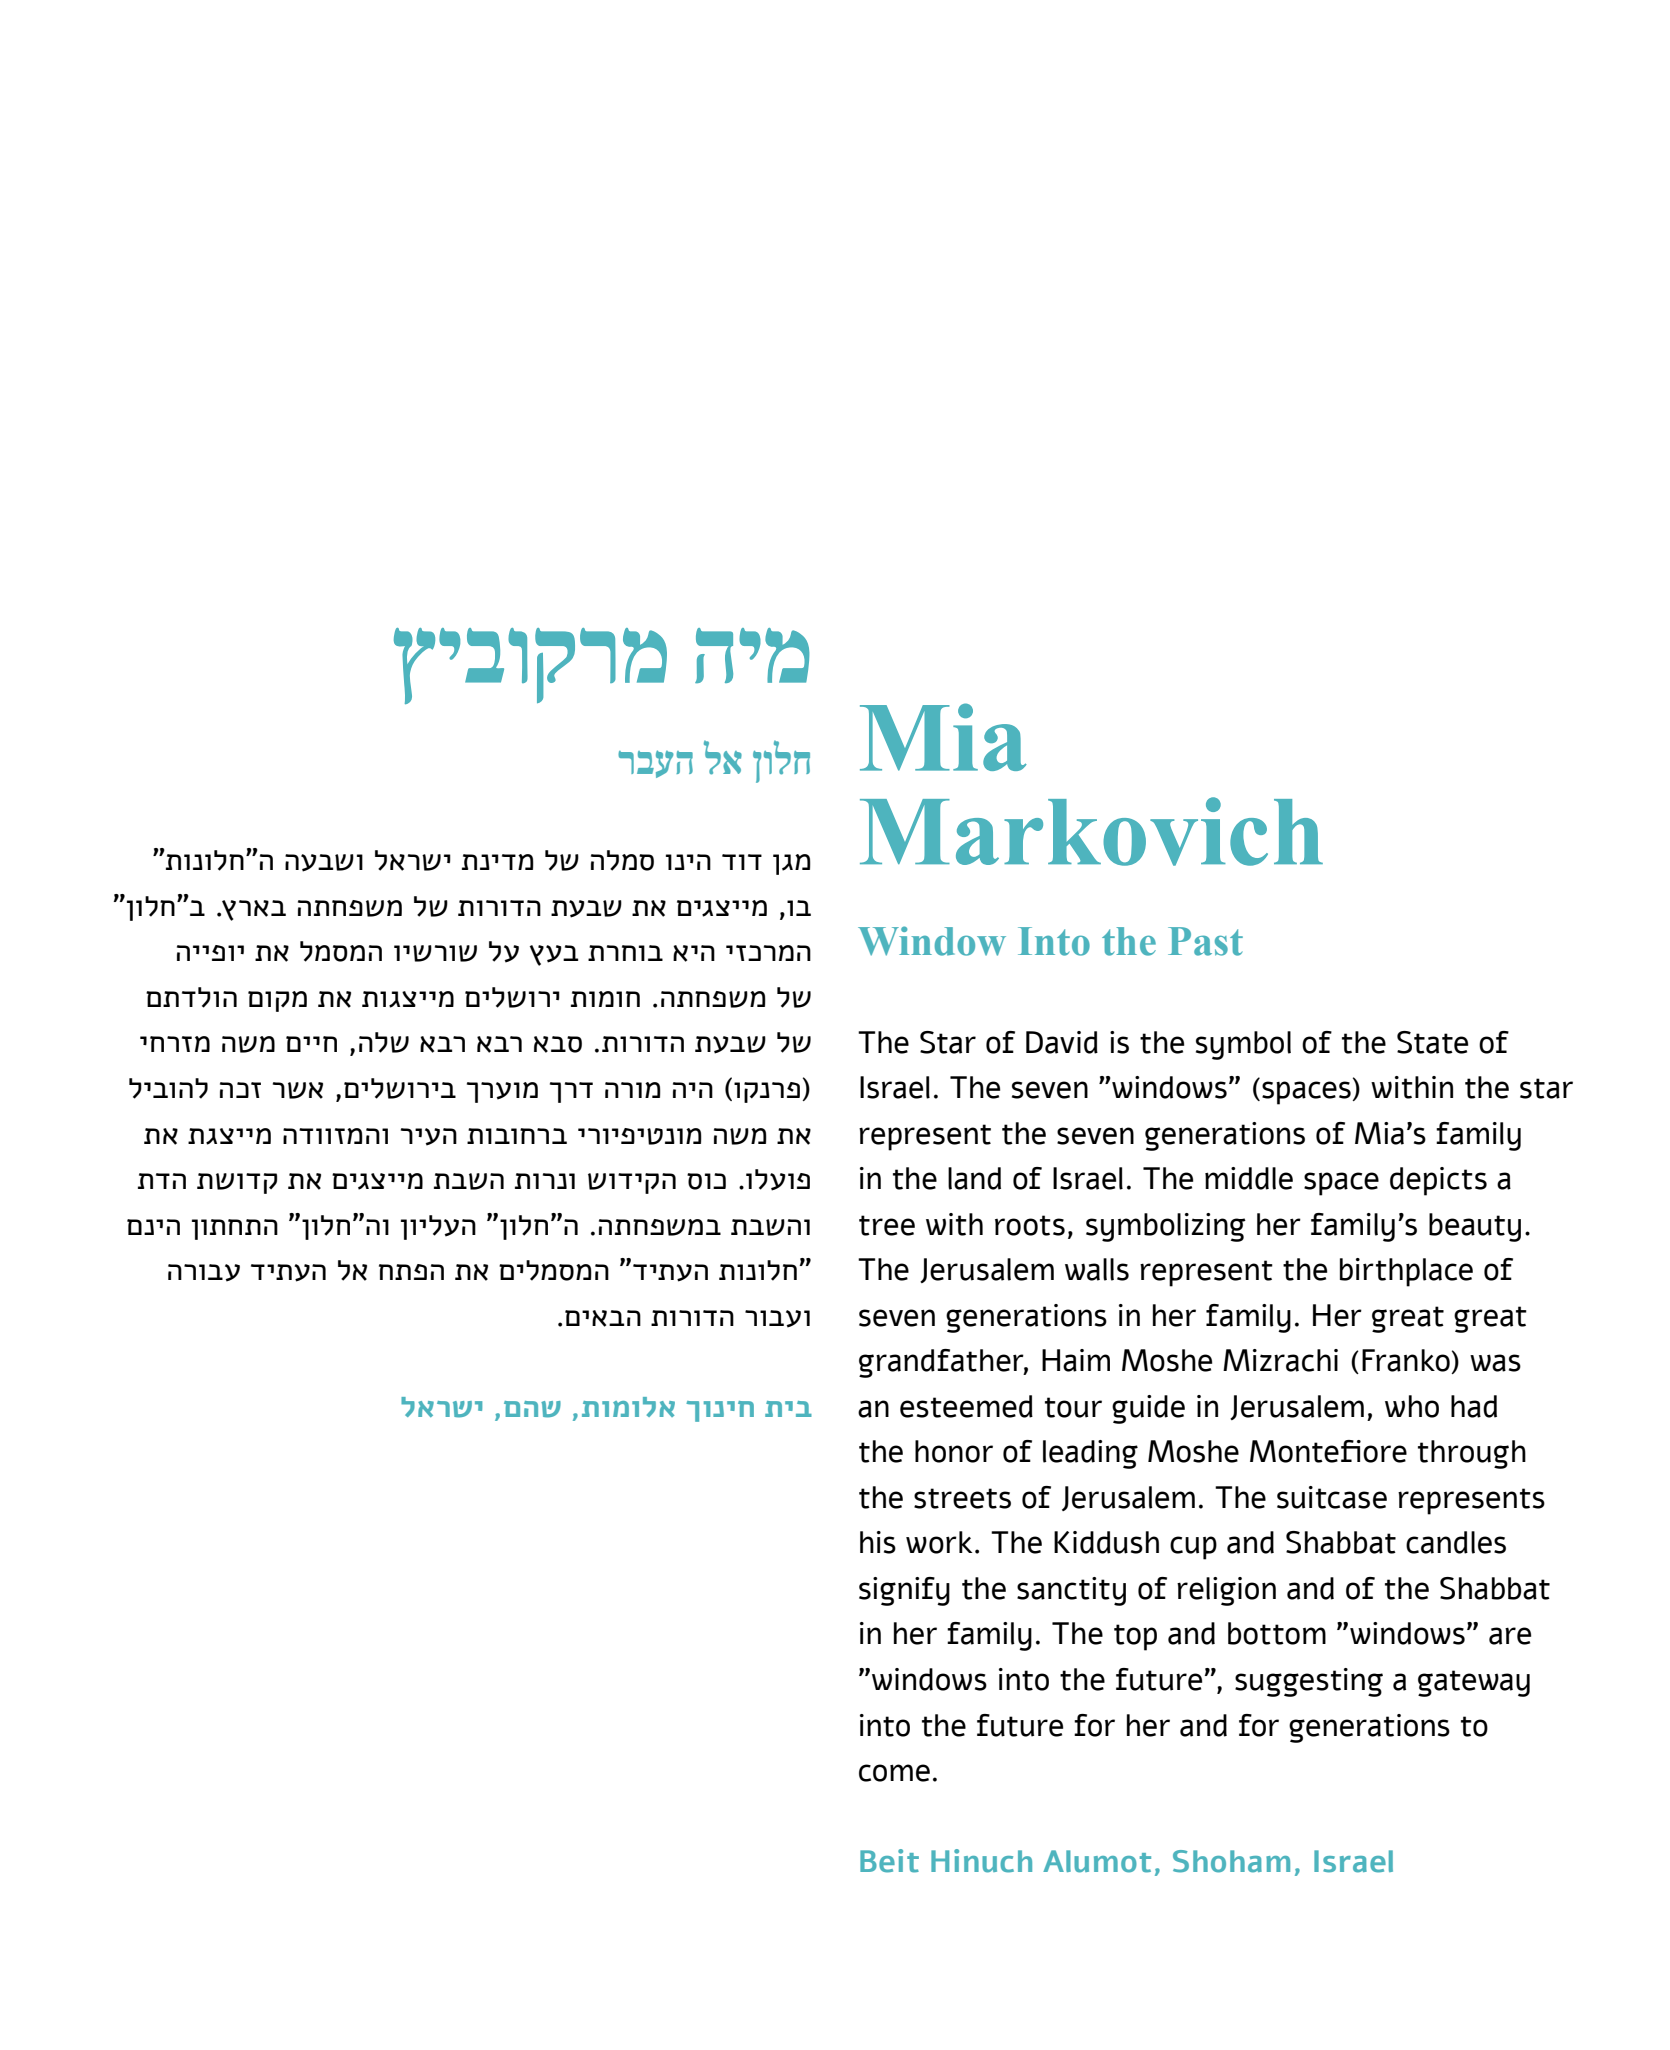 מיה מרקוביץ
חלון אל העבר
מגן דוד הינו סמלה של מדינת ישראל ושבעה ה"חלונות"
בו, מייצגים את שבעת הדורות של משפחתה בארץ. ב"חלון"
המרכזי היא בוחרת בעץ על שורשיו המסמל את יופייה
של משפחתה. חומות ירושלים מייצגות את מקום הולדתם
של שבעת הדורות. סבא רבא רבא שלה, חיים משה מזרחי
(פרנקו) היה מורה דרך מוערך בירושלים, אשר זכה להוביל
את משה מונטיפיורי ברחובות העיר והמזוודה מייצגת את
פועלו. כוס הקידוש ונרות השבת מייצגים את קדושת הדת
והשבת במשפחתה. ה"חלון" העליון וה"חלון" התחתון הינם
"חלונות העתיד" המסמלים את הפתח אל העתיד עבורה
ועבור הדורות הבאים.
בית חינוך אלומות, שהם, ישראל
Mia
Markovich
Window Into the Past
The Star of David is the symbol of the State of
Israel. The seven "windows" (spaces) within the star
represent the seven generations of Mia's family
in the land of Israel. The middle space depicts a
tree with roots, symbolizing her family's beauty.
The Jerusalem walls represent the birthplace of
seven generations in her family. Her great great
grandfather, Haim Moshe Mizrachi (Franko) was
an esteemed tour guide in Jerusalem, who had
the honor of leading Moshe Montefiore through
the streets of Jerusalem. The suitcase represents
his work. The Kiddush cup and Shabbat candles
signify the sanctity of religion and of the Shabbat
in her family. The top and bottom "windows" are
"windows into the future", suggesting a gateway
into the future for her and for generations to
come.
Beit Hinuch Alumot, Shoham, Israel